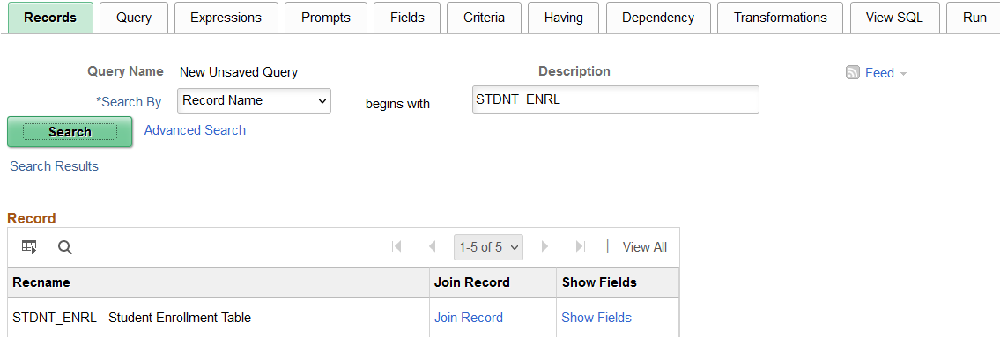 Records Query Expressions Prompts Fields Criteria Having Dependency Transformations View SQL Run
Query Name New Unsaved Query Description Feed
*Search By Record Name begins with STDNT_ENRL
Search Advanced Search
Search Results
Record
1-5 of 5 | View All
Recname Join Record Show Fields
STDNT_ENRL - Student Enrollment Table Join Record Show Fields